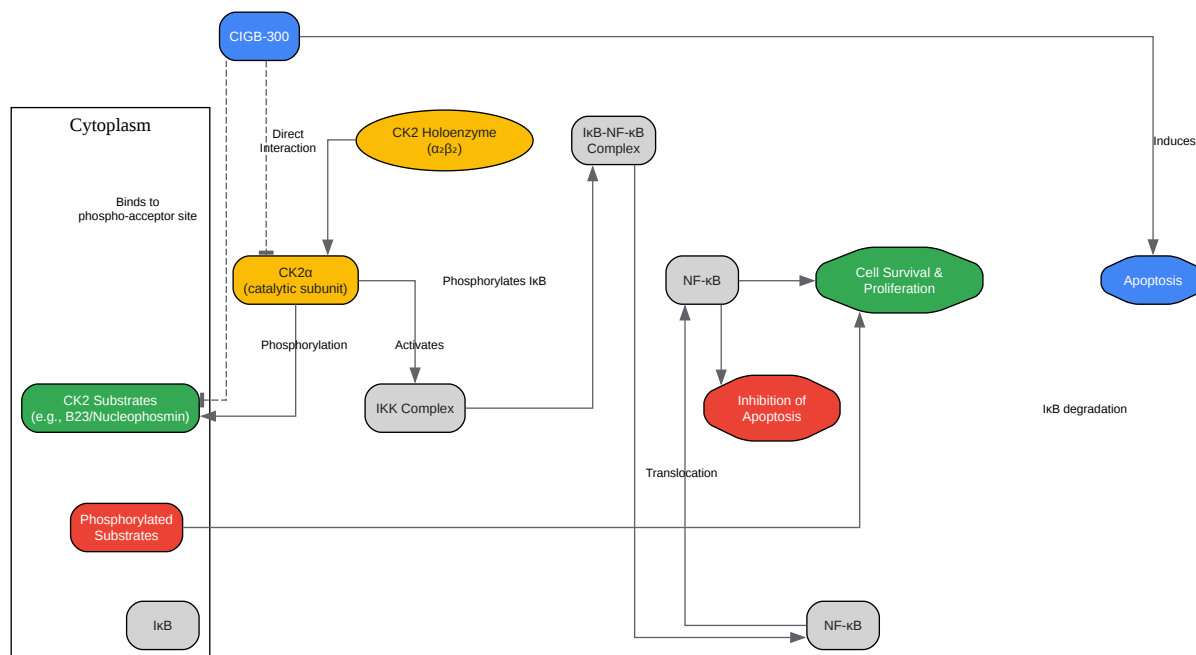 CIGB-300
Cytoplasm
Direct
Interaction
CK2 Holoenzyme
(α₂β₂)
IκB-NF-κB
Complex
Induces
Binds to
phospho-acceptor site
CK2α
(catalytic subunit)
Phosphorylates IκB
NF-κB
Cell Survival &
Proliferation
Apoptosis
Phosphorylation
Activates
CK2 Substrates
(e.g., B23/Nucleophosmin)
IKK Complex
Inhibition of
Apoptosis
IκB degradation
Translocation
Phosphorylated
Substrates
IκB
NF-κB